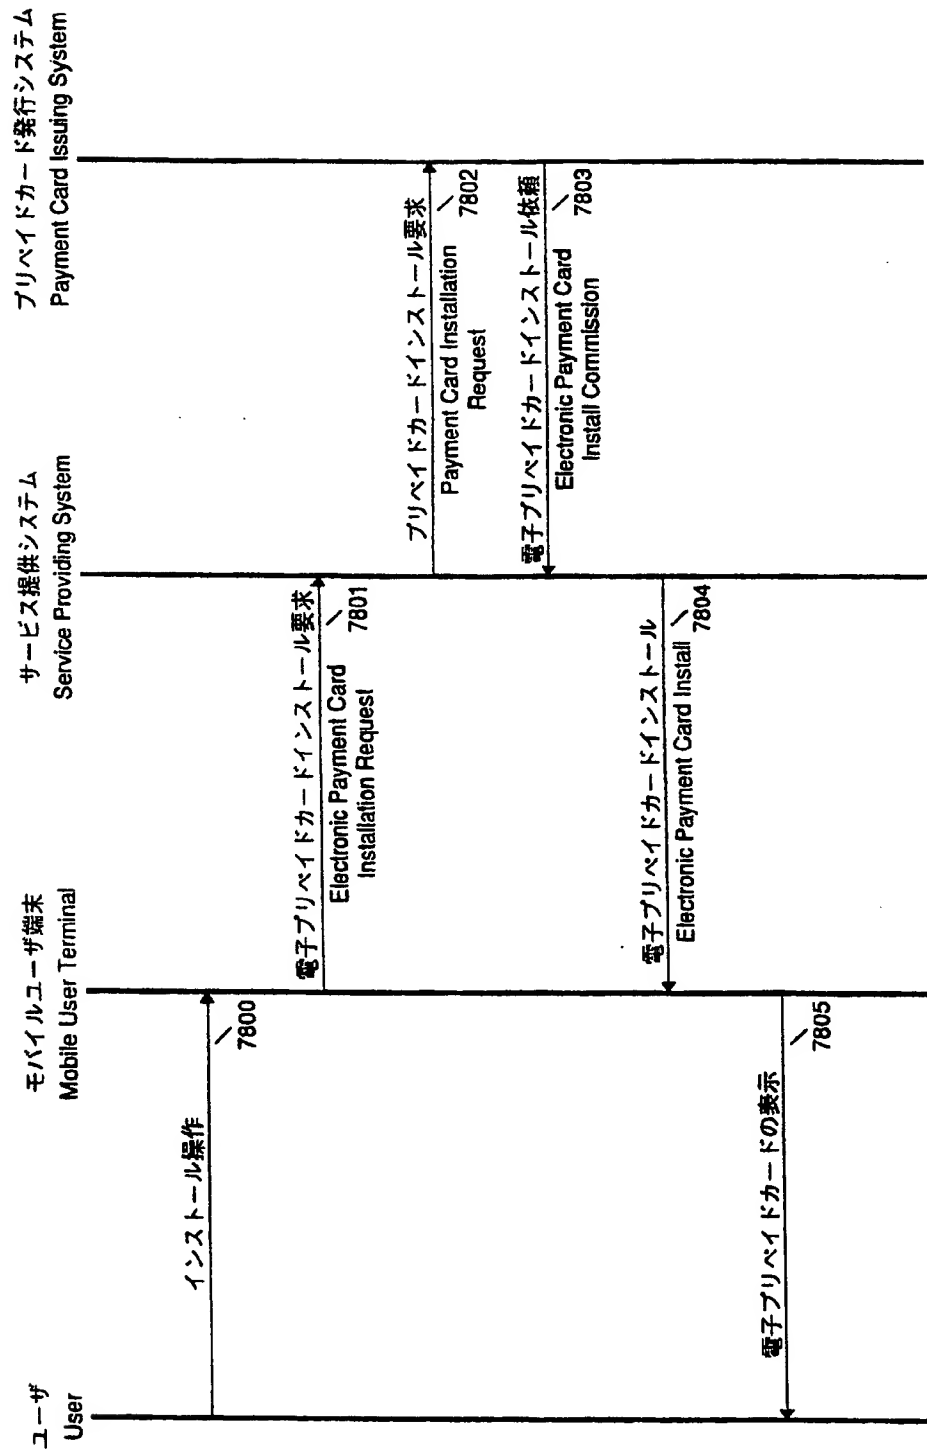 ユーザ
User
モバイルユーザ端末
Mobile User Terminal
サービス提供システム
Service Providing System
プリペイドカード発行システム
Payment Card Issuing System
インストール操作
7800
電子プリペイドカードインストール要求
7801
Electronic Payment Card
Installation Request
プリペイドカードインストール要求
7802
Payment Card Installation
Request
電子プリペイドカードインストール依頼
7803
Electronic Payment Card
Install Commission
電子プリペイドカードインストール
7804
Electronic Payment Card Install
電子プリペイドカードの表示
7805